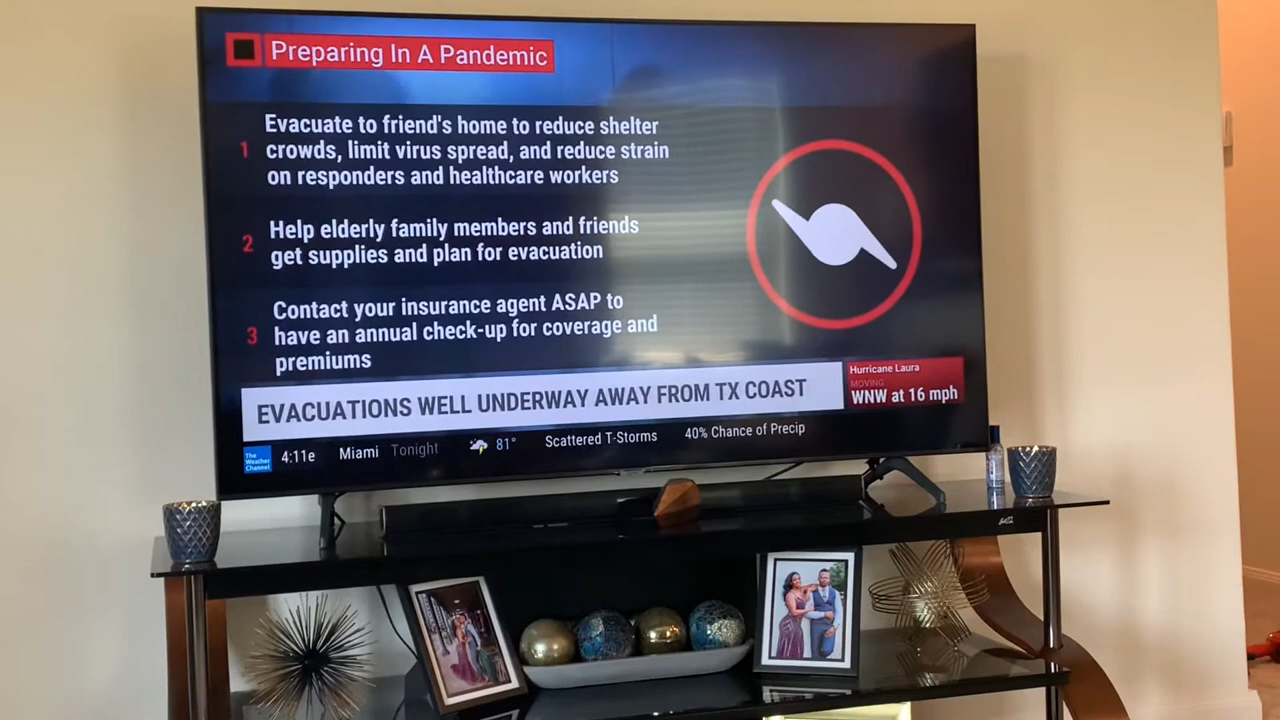 Preparing In A Pandemic
1 Evacuate to friend's home to reduce shelter
crowds, limit virus spread, and reduce strain
on responders and healthcare workers
2 Help elderly family members and friends
get supplies and plan for evacuation
3 Contact your insurance agent ASAP to
have an annual check-up for coverage and
premiums
EVACUATIONS WELL UNDERWAY AWAY FROM TX COAST
Hurricane Laura
MOVING
WNW at 16 mph
The
Weather
Channel
4:11e Miami Tonight 81° Scattered T-Storms 40% Chance of Precip